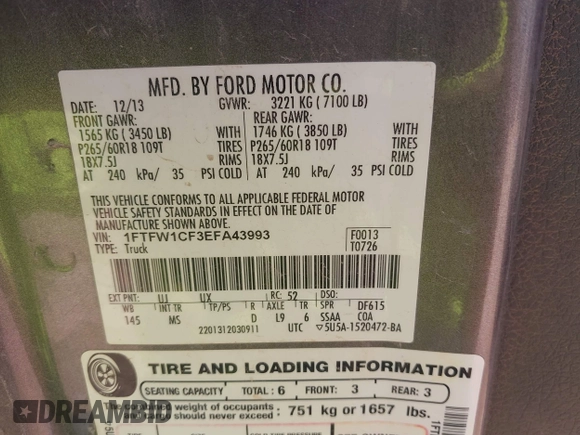 MFD. BY FORD MOTOR CO.
DATE: 12/13 GVWR: 3221 KG ( 7100 LB)
FRONT GAWR: REAR GAWR:
1565 KG ( 3450 LB) WITH 1746 KG ( 3850 LB) WITH
P265/60R18 109T TIRES P265/60R18 109T TIRES
18X7.5J RIMS 18X7.5J RIMS
AT 240 kPa/ 35 PSI COLD AT 240 kPa/ 35 PSI COLD
THIS VEHICLE CONFORMS TO ALL APPLICABLE FEDERAL MOTOR
VEHICLE SAFETY STANDARDS IN EFFECT ON THE DATE OF
MANUFACTURE SHOWN ABOVE.
VIN: 1FTFW1CF3EFA43993 F0013
TYPE: Truck T0726
EXT PNT: UJ UX RC: 52 DSO:
WB INT TR TP/PS R AXLE TR SPR DF615
145 MS D L9 6 SSAA COA
2201312030911 UTC 5U5A-1520472-BA
TIRE AND LOADING INFORMATION
SEATING CAPACITY TOTAL: 6 FRONT: 3 REAR: 3
The combined weight of occupants
and cargo should never exceed: 751 kg or 1657 lbs.
DREAMBID